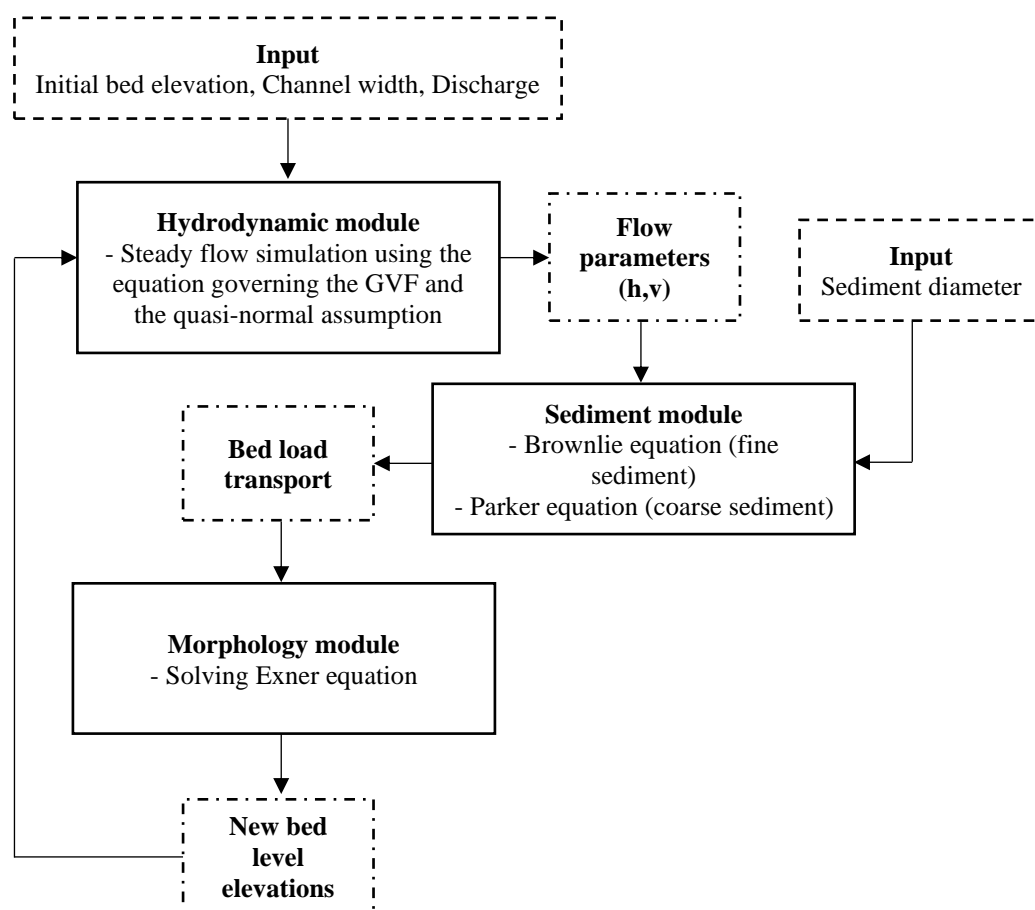 Input
Initial bed elevation, Channel width, Discharge
Hydrodynamic module
- Steady flow simulation using the
equation governing the GVF and
the quasi-normal assumption
Flow
parameters
(h,v)
Input
Sediment diameter
Sediment module
- Brownlie equation (fine
sediment)
- Parker equation (coarse sediment)
Bed load
transport
Morphology module
- Solving Exner equation
New bed
level
elevations